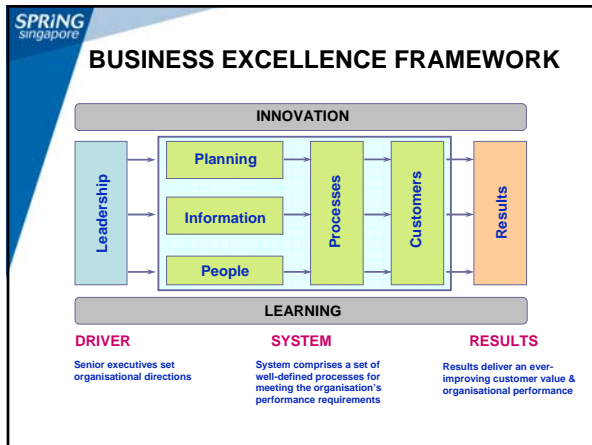 SPRiNG
singapore
BUSINESS EXCELLENCE FRAMEWORK
INNOVATION
Leadership
Planning
Information
People
Processes
Customers
Results
LEARNING
DRIVER
Senior executives set
organisational directions
SYSTEM
System comprises a set of
well-defined processes for
meeting the organisation's
performance requirements
RESULTS
Results deliver an ever-
improving customer value &
organisational performance